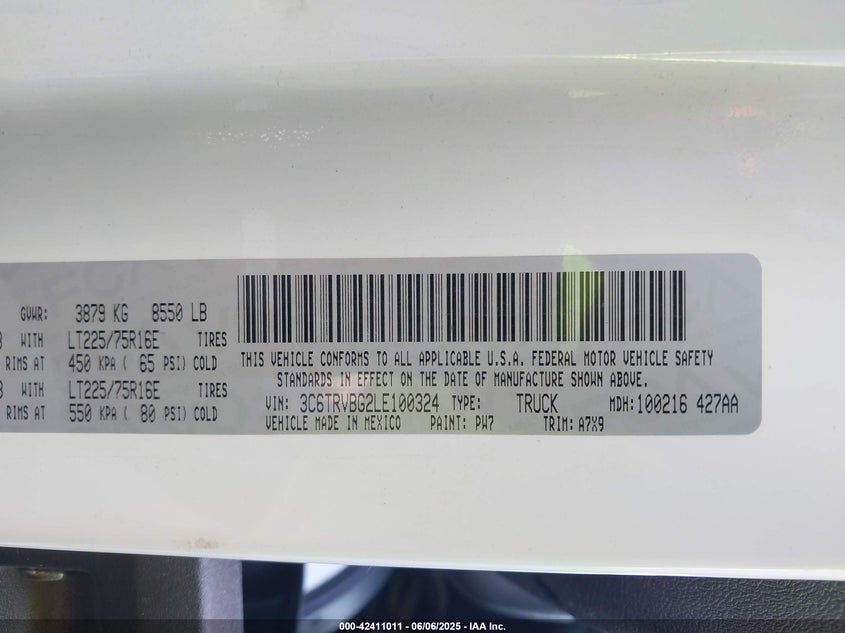 GVWR: 3879 KG 8550 LB
WITH LT225/75R16E TIRES
RIMS AT 450 KPA ( 65 PSI) COLD
WITH LT225/75R16E TIRES
RIMS AT 550 KPA ( 80 PSI) COLD
THIS VEHICLE CONFORMS TO ALL APPLICABLE U.S.A. FEDERAL MOTOR VEHICLE SAFETY
STANDARDS IN EFFECT ON THE DATE OF MANUFACTURE SHOWN ABOVE.
VIN: 3C6TRVBG2LE100324 TYPE: TRUCK MDH:100216 427AA
VEHICLE MADE IN MEXICO PAINT: PW7 TRIM: A7X9
000-42411011 - 06/06/2025 - IAA Inc.